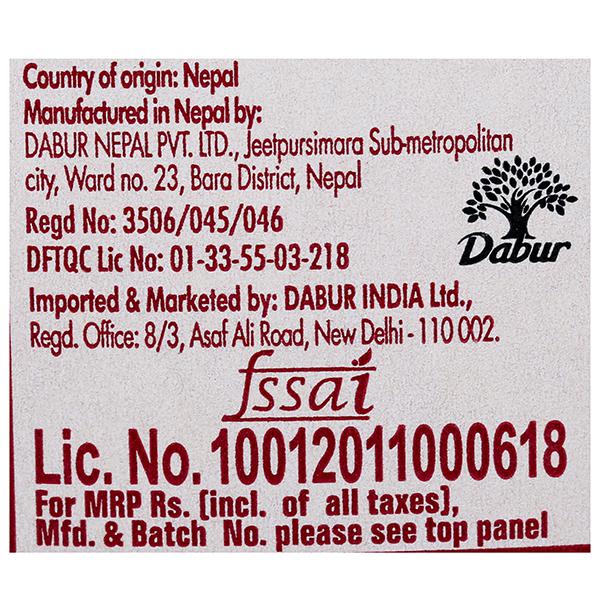 Country of origin: Nepal
Manufactured in Nepal by:
DABUR NEPAL PVT. LTD., Jeetpursimara Sub-metropolitan
city, Ward no. 23, Bara District, Nepal
Regd No: 3506/045/046
DFTQC Lic No: 01-33-55-03-218
Dabur
Imported & Marketed by: DABUR INDIA Ltd.,
Regd. Office: 8/3, Asaf Ali Road, New Delhi - 110 002.
fssai
Lic. No. 10012011000618
For MRP Rs. (incl. of all taxes),
Mfd. & Batch No. please see top panel